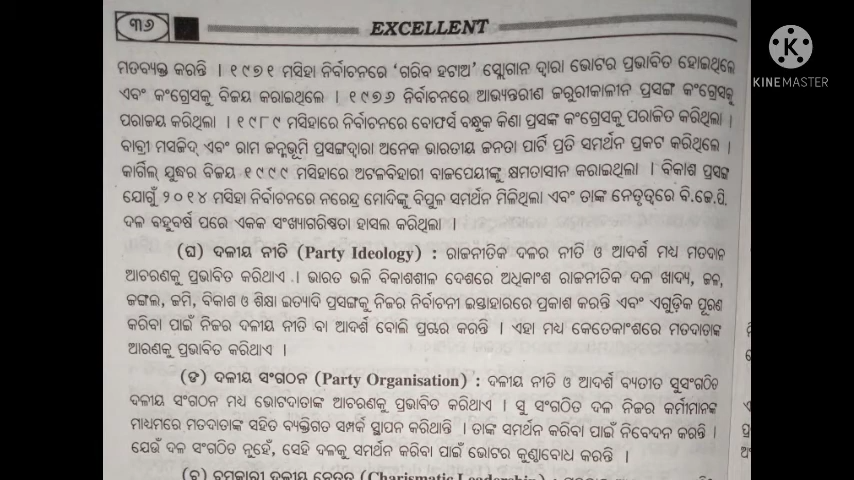 ୩୬
EXCELLENT
ମତବ୍ୟକ୍ତ କରନ୍ତି । ୧୯୭୧ ମସିହା ନିର୍ବାଚନରେ ‘ଗରିବ ହଟାଅ’ ସ୍ଲୋଗାନ ଦ୍ୱାରା ଭୋଟର ପ୍ରଭାବିତ ହୋଇଥିଲେ
ଏବଂ କଂଗ୍ରେସକୁ ବିଜୟ କରାଇଥିଲେ । ୧୯୭୬ ନିର୍ବାଚନରେ ଆଭ୍ୟନ୍ତରୀଣ ଜରୁରୀକାଳୀନ ପ୍ରସଙ୍ଗ କଂଗ୍ରେସକୁ
ପରାଜୟ କରିଥିଲା । ୧୯୮୯ ମସିହାରେ ନିର୍ବାଚନରେ ବୋଫର୍ସ ବନ୍ଧୁକ କିଣା ପ୍ରସଙ୍ଗ କଂଗ୍ରେସକୁ ପରାଜିତ କରିଥିଲା ।
ବାବ୍ରୀ ମସଜିଦ୍ ଏବଂ ରାମ ଜନ୍ମଭୂମି ପ୍ରସଙ୍ଗଦ୍ୱାରା ଅନେକ ଭାରତୀୟ ଜନତା ପାର୍ଟି ପ୍ରତି ସମର୍ଥନ ପ୍ରକଟ କରିଥିଲେ ।
କାର୍ଗିଲ୍ ଯୁଦ୍ଧର ବିଜୟ ୧୯୯୯ ମସିହାରେ ଅଟଳବିହାରୀ ବାଜପେୟୀଙ୍କୁ କ୍ଷମତାସୀନ କରାଇଥିଲା । ବିକାଶ ପ୍ରସଙ୍ଗ
ଯୋଗୁଁ ୨୦୧୪ ମସିହା ନିର୍ବାଚନରେ ନରେନ୍ଦ୍ର ମୋଦିଙ୍କୁ ବିପୁଳ ସମର୍ଥନ ମିଳିଥିଲା ଏବଂ ତାଙ୍କ ନେତୃତ୍ୱରେ ବି.ଜେ.ପି.
ଦଳ ବହୁବର୍ଷ ପରେ ଏକକ ସଂଖ୍ୟାଗରିଷ୍ଠତା ହାସଲ କରିଥିଲା ।
(ଘ) ଦଳୀୟ ନୀତି (Party Ideology) : ରାଜନୀତିକ ଦଳର ନୀତି ଓ ଆଦର୍ଶ ମଧ୍ୟ ମତଦାନ
ଆଚରଣକୁ ପ୍ରଭାବିତ କରିଥାଏ । ଭାରତ ଭଳି ବିକାଶଶୀଳ ଦେଶରେ ଅଧିକାଂଶ ରାଜନୀତିକ ଦଳ ଖାଦ୍ୟ, ଜଳ,
ଜଙ୍ଗଲ, ଜମି, ବିକାଶ ଓ ଶିକ୍ଷା ଇତ୍ୟାଦି ପ୍ରସଙ୍ଗକୁ ନିଜର ନିର୍ବାଚନୀ ଇସ୍ତାହାରରେ ପ୍ରକାଶ କରନ୍ତି ଏବଂ ଏଗୁଡ଼ିକ ପୂରଣ
କରିବା ପାଇଁ ନିଜର ଦଳୀୟ ନୀତି ବା ଆଦର୍ଶ ବୋଲି ପ୍ରଚାର କରନ୍ତି । ଏହା ମଧ୍ୟ କେତେକାଂଶରେ ମତଦାତାଙ୍କ
ଆରଣକୁ ପ୍ରଭାବିତ କରିଥାଏ ।
(ଙ) ଦଳୀୟ ସଂଗଠନ (Party Organisation) : ଦଳୀୟ ନୀତି ଓ ଆଦର୍ଶ ବ୍ୟତୀତ ସୁସଂଗଠିତ
ଦଳୀୟ ସଂଗଠନ ମଧ୍ୟ ଭୋଟଦାତାଙ୍କ ଆଚରଣକୁ ପ୍ରଭାବିତ କରିଥାଏ । ସୁ ସଂଗଠିତ ଦଳ ନିଜର କର୍ମୀମାନଙ୍କ
ମାଧ୍ୟମରେ ମତଦାତାଙ୍କ ସହିତ ବ୍ୟକ୍ତିଗତ ସମ୍ପର୍କ ସ୍ଥାପନ କରିଥାନ୍ତି । ତାଙ୍କ ସମର୍ଥନ କରିବା ପାଇଁ ନିବେଦନ କରନ୍ତି ।
ଯେଉଁ ଦଳ ସଂଗଠିତ ନୁହେଁ, ସେହି ଦଳକୁ ସମର୍ଥନ କରିବା ପାଇଁ ଭୋଟର କୁଣ୍ଠାବୋଧ କରନ୍ତି ।
(ଚ) ଚମତ୍କାରୀ ଦଳୀୟ ନେତୃତ୍ୱ (Charismatic Leadership) :
K
KINEMASTER